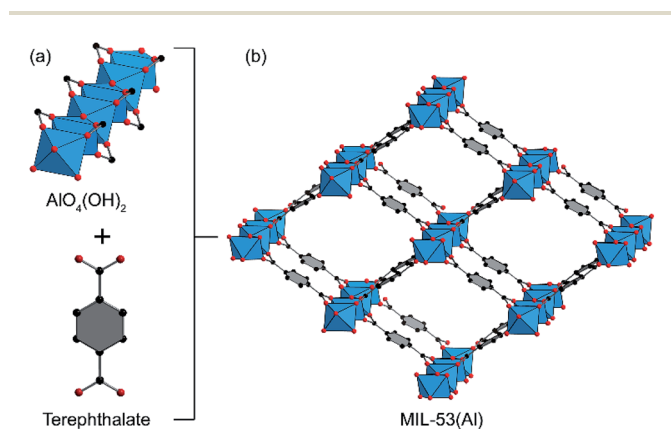 (a)
AlO₄(OH)₂
+
Terephthalate
(b)
MIL-53(Al)